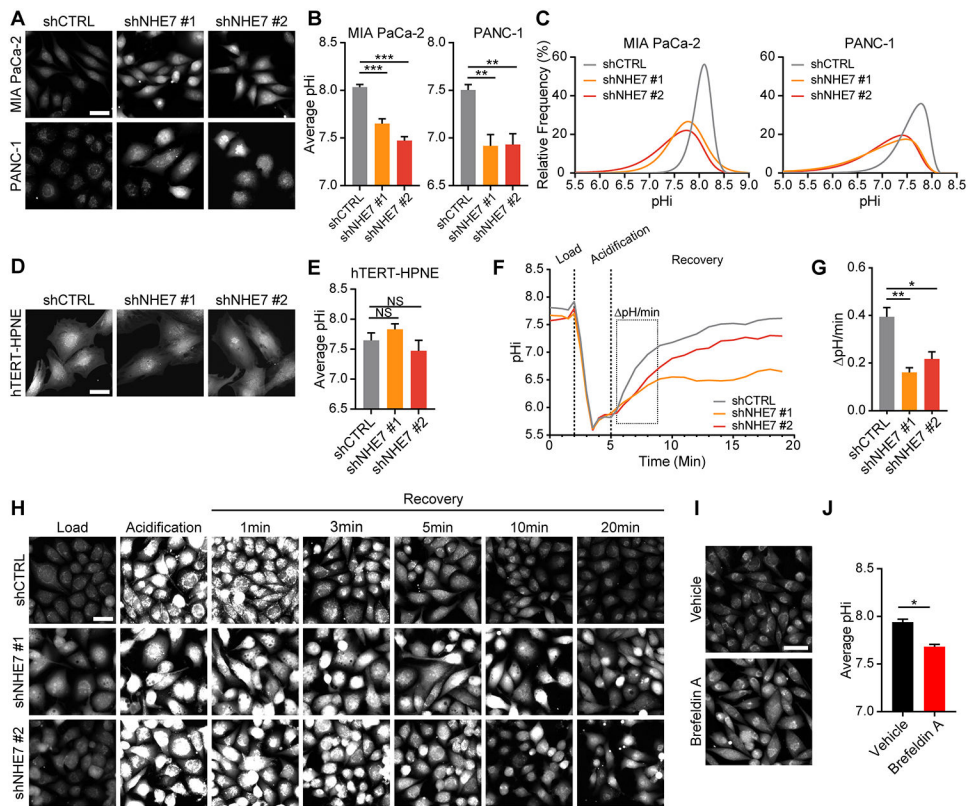 A
shCTRL
shNHE7 #1
shNHE7 #2
MIA PaCa-2
PANC-1
B
MIA PaCa-2
PANC-1
Average pHi
8.5
8.0
7.5
7.0
***
***
8.0
7.5
7.0
6.5
**
**
shCTRL
shNHE7 #1
shNHE7 #2
shCTRL
shNHE7 #1
shNHE7 #2
C
MIA PaCa-2
PANC-1
Relative Frequency (%)
60
40
20
0
shCTRL
shNHE7 #1
shNHE7 #2
5.5 6.0 6.5 7.0 7.5 8.0 8.5 9.0
pHi
60
40
20
0
shCTRL
shNHE7 #1
shNHE7 #2
5.0 5.5 6.0 6.5 7.0 7.5 8.0 8.5
pHi
D
shCTRL
shNHE7 #1
shNHE7 #2
hTERT-HPNE
E
hTERT-HPNE
Average pHi
8.5
8.0
7.5
7.0
6.5
NS
NS
shCTRL
shNHE7 #1
shNHE7 #2
F
Load
Acidification
Recovery
ΔpH/min
pHi
8.5
8.0
7.5
7.0
6.5
6.0
5.5
shCTRL
shNHE7 #1
shNHE7 #2
0 5 10 15 20
Time (Min)
G
ΔpH/min
0.6
0.4
0.2
0.0
*
**
shCTRL
shNHE7 #1
shNHE7 #2
H
Recovery
Load
Acidification
1min
3min
5min
10min
20min
shCTRL
shNHE7 #1
shNHE7 #2
I
Vehicle
Brefeldin A
J
Average pHi
8.5
8.0
7.5
7.0
*
Vehicle
Brefeldin A